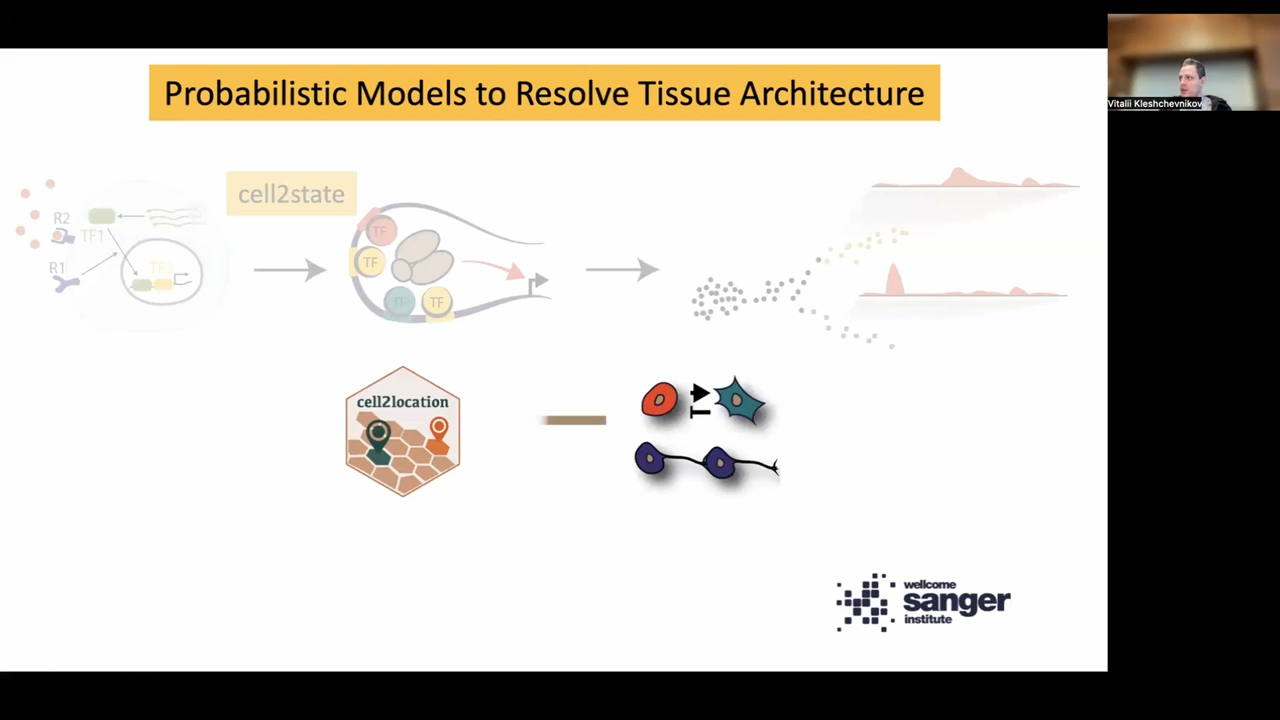 Probabilistic Models to Resolve Tissue Architecture
Vitalii Kleshchevnikov
cell2state
R2
TF1
R1
TF2
TF
TF
TF
TF
cell2location
wellcome
sanger
institute